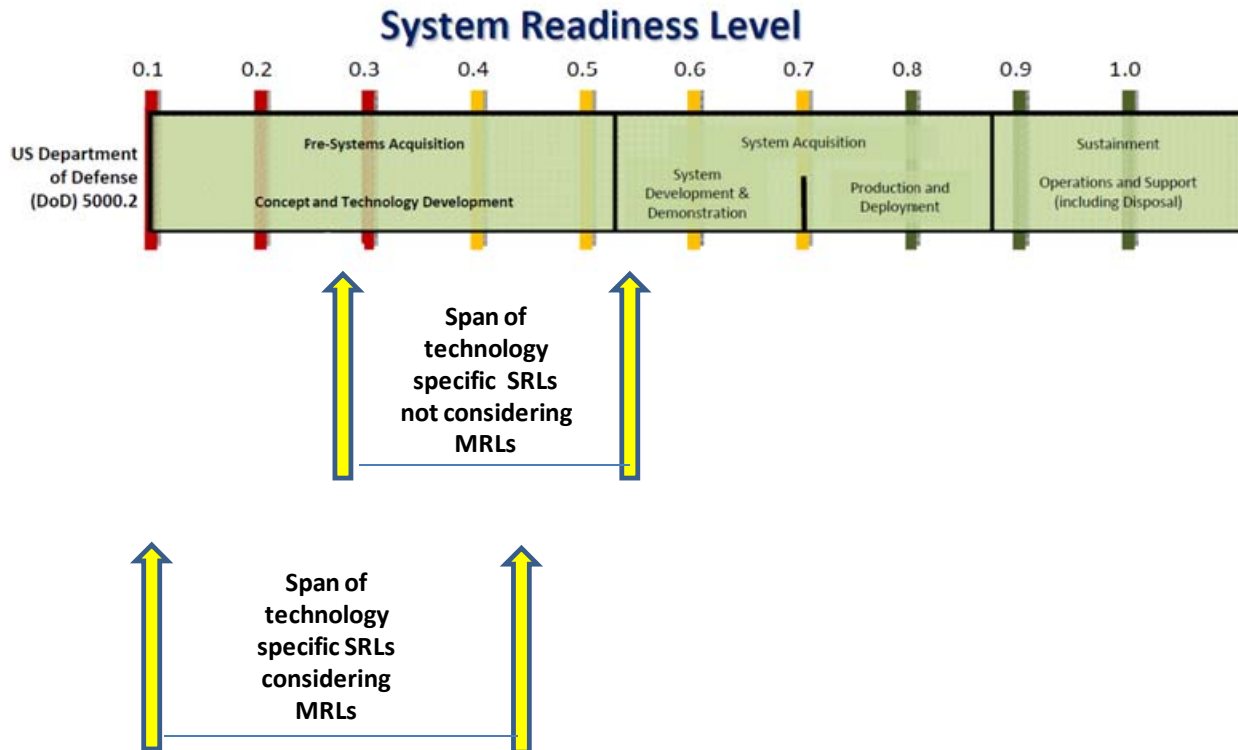 System Readiness Level
0.1 0.2 0.3 0.4 0.5 0.6 0.7 0.8 0.9 1.0
US Department
of Defense
(DoD) 5000.2
Fre-Systems Acquisition
Concept and Technology Development
System Acquisition
System
Development &
Demonstration
Production and
Deployment
Sustainment
Operations and Support
(including Disposal)
Span of
technology
specific SRLs
not considering
MRLs
Span of
technology
specific SRLs
considering
MRLs